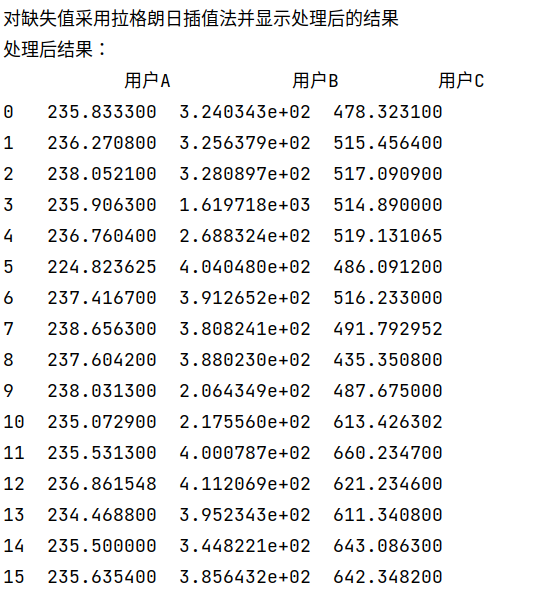 对缺失值采用拉格朗日插值法并显示处理后的结果
处理后结果：
用户A 用户B 用户C
0 235.833300 3.240343e+02 478.323100
1 236.270800 3.256379e+02 515.456400
2 238.052100 3.280897e+02 517.090900
3 235.906300 1.619718e+03 514.890000
4 236.760400 2.688324e+02 519.131065
5 224.823625 4.040480e+02 486.091200
6 237.416700 3.912652e+02 516.233000
7 238.656300 3.808241e+02 491.792952
8 237.604200 3.880230e+02 435.350800
9 238.031300 2.064349e+02 487.675000
10 235.072900 2.175560e+02 613.426302
11 235.531300 4.000787e+02 660.234700
12 236.861548 4.112069e+02 621.234600
13 234.468800 3.952343e+02 611.340800
14 235.500000 3.448221e+02 643.086300
15 235.635400 3.856432e+02 642.348200